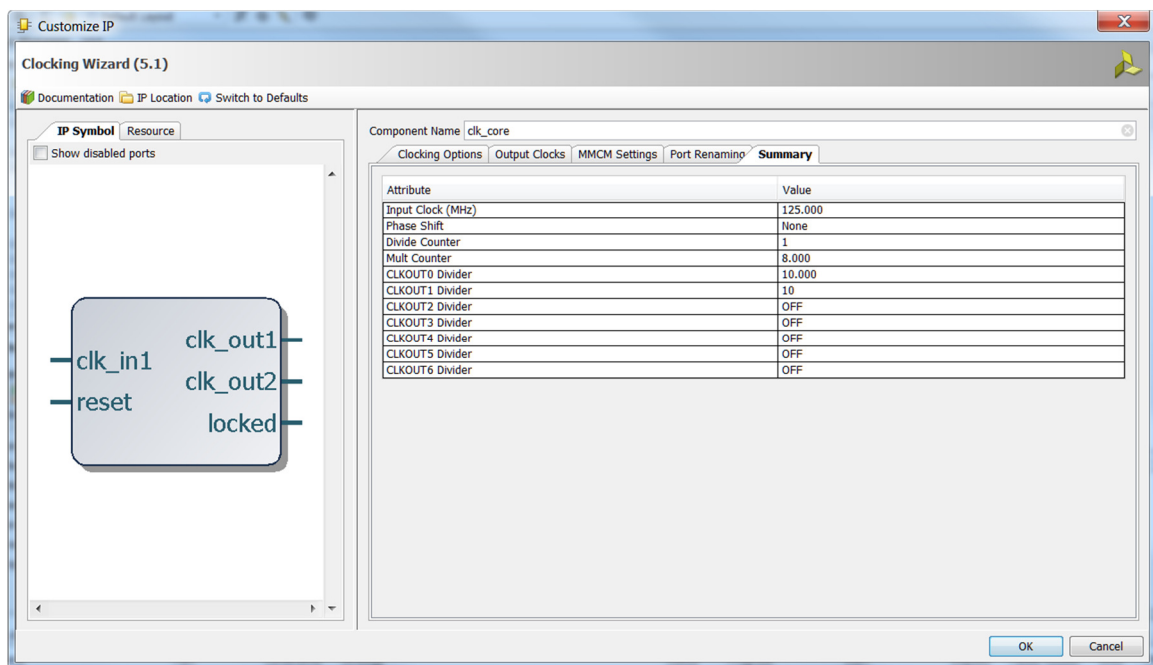 Customize IP
Clocking Wizard (5.1)
Documentation IP Location Switch to Defaults
IP Symbol Resource
Show disabled ports
clk_in1
reset
clk_out1
clk_out2
locked
Component Name clk_core
Clocking Options Output Clocks MMCM Settings Port Renaming Summary
Attribute Value
Input Clock (MHz) 125.000
Phase Shift None
Divide Counter 1
Mult Counter 8.000
CLKOUT0 Divider 10.000
CLKOUT1 Divider 10
CLKOUT2 Divider OFF
CLKOUT3 Divider OFF
CLKOUT4 Divider OFF
CLKOUT5 Divider OFF
CLKOUT6 Divider OFF
OK Cancel